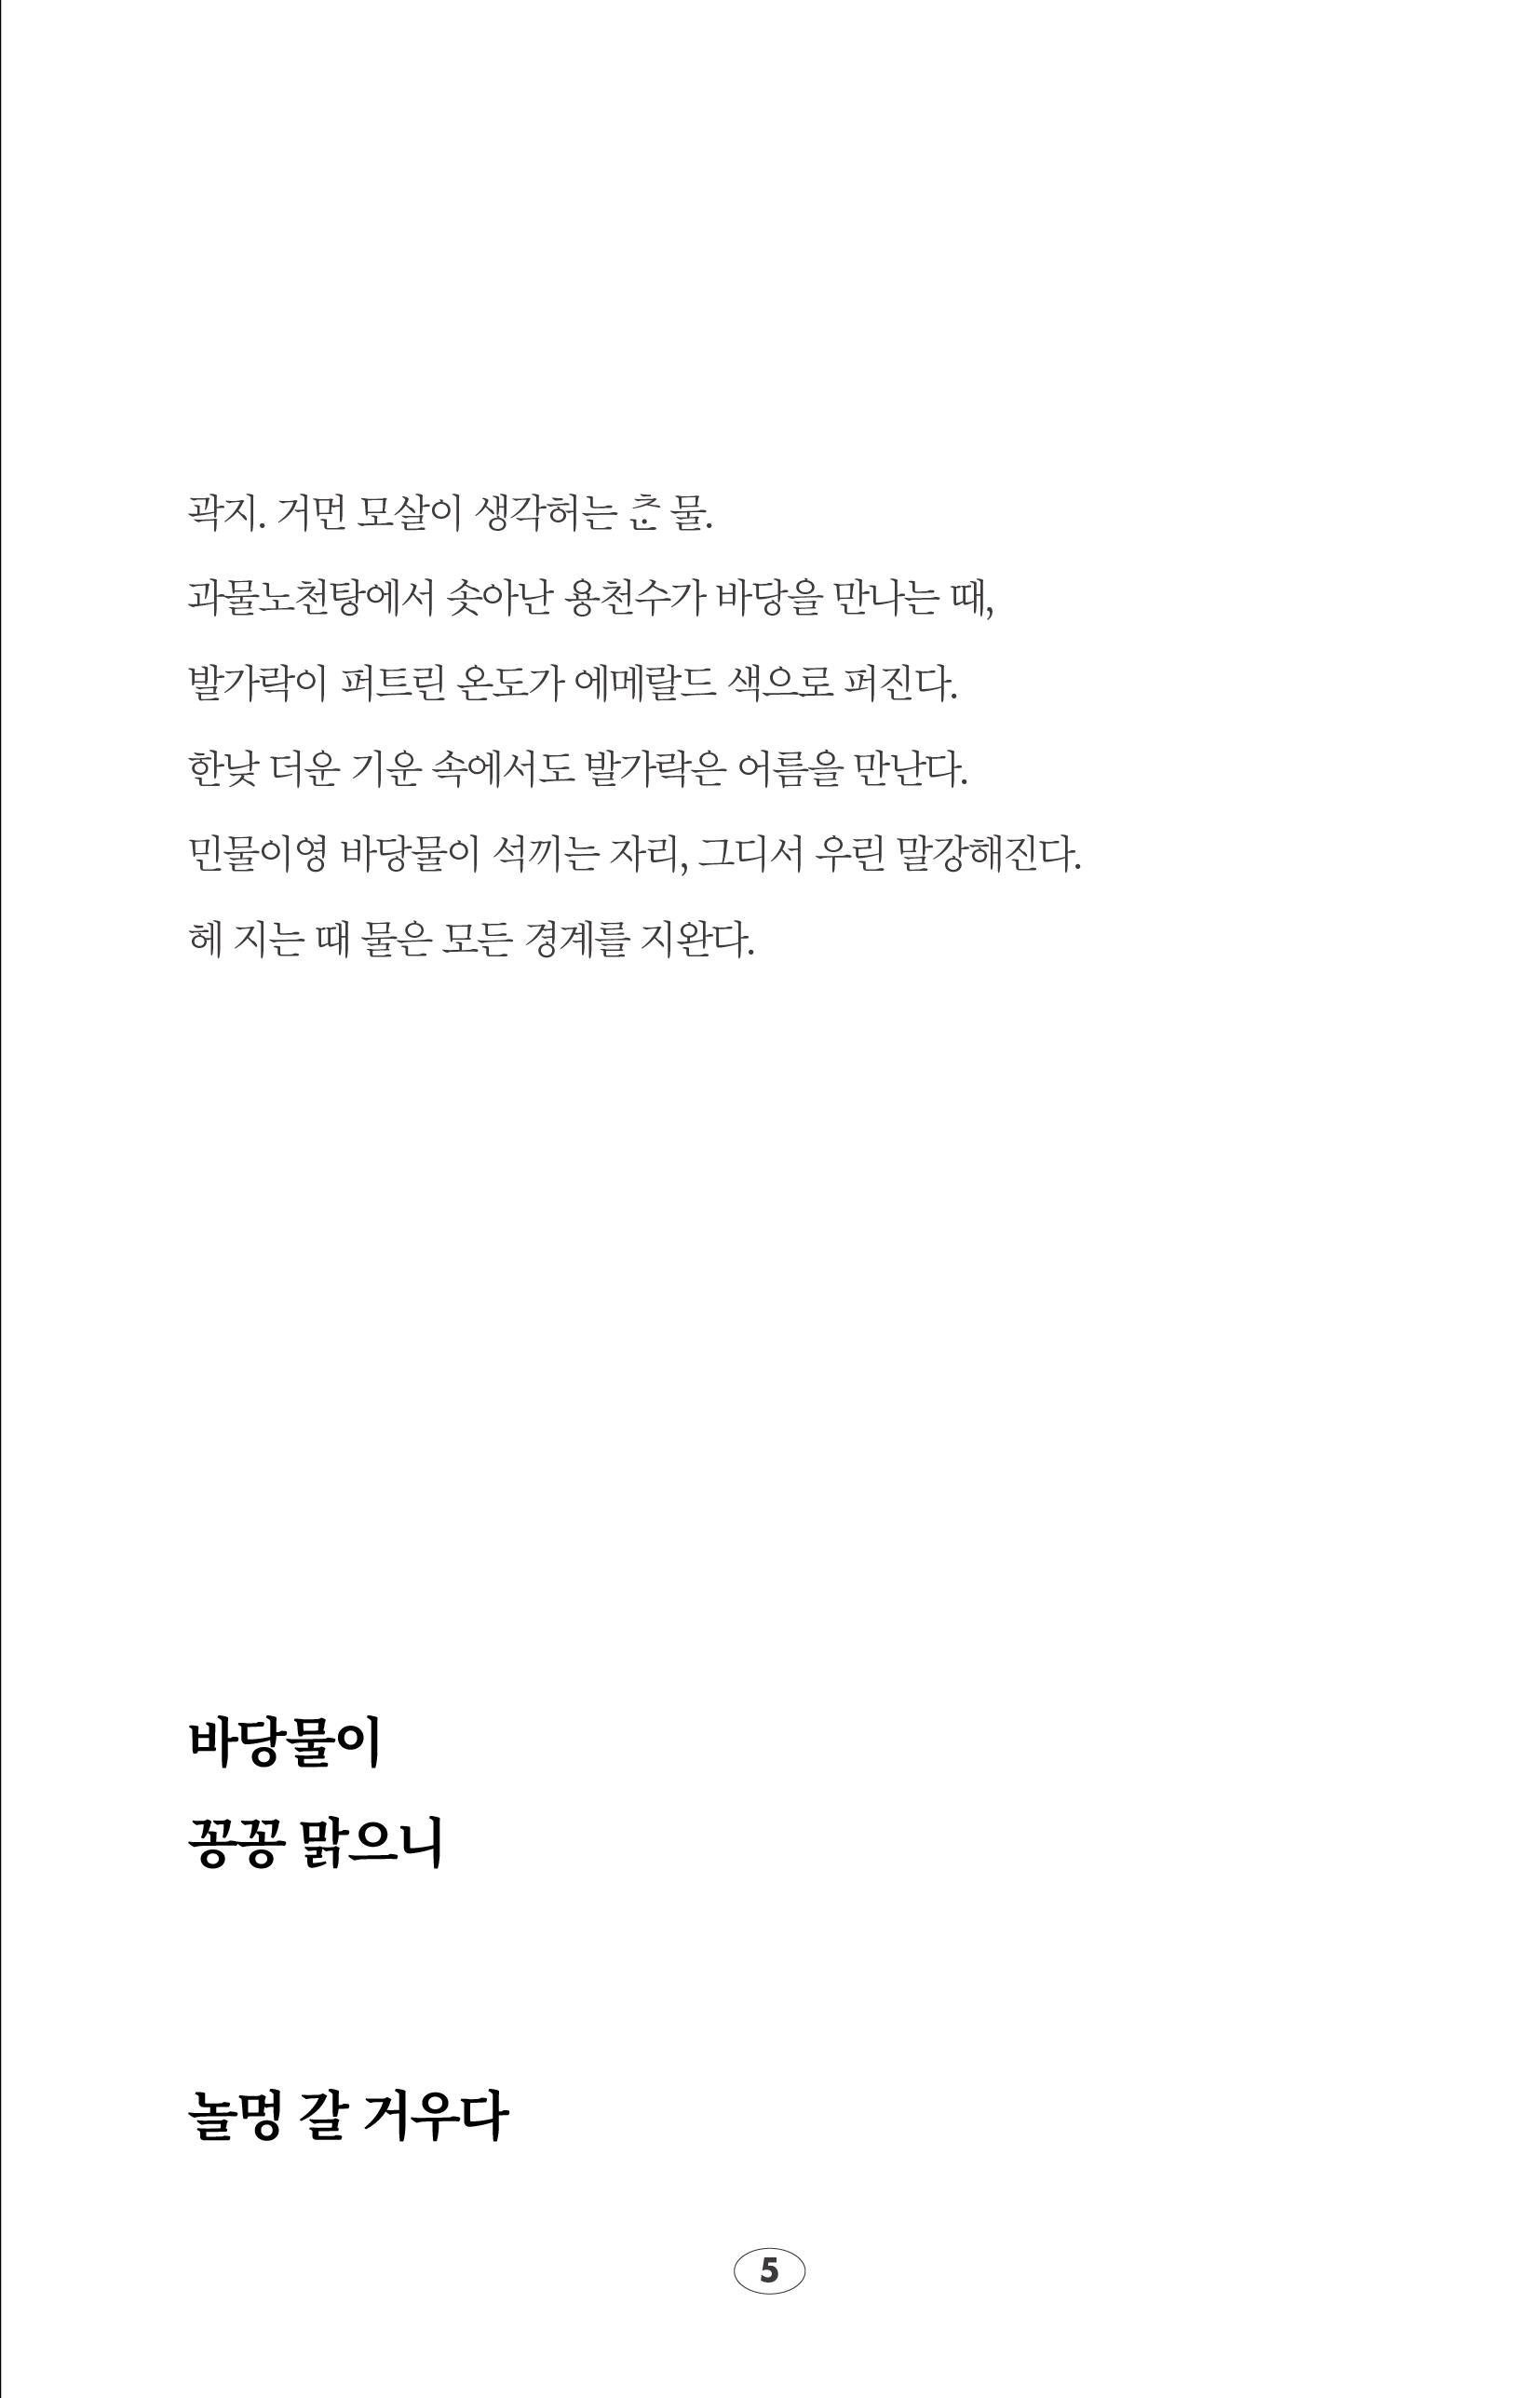 곽지. 거먼 모살이 생각허는 ᄎᆞᆫ 물.
과물노천탕에서 솟아난 용천수가 바당을 만나는 때,
발가락이 퍼트린 온도가 에메랄드 색으로 퍼진다.
한낮 더운 기운 속에서도 발가락은 어름을 만난다.
민물이영 바당물이 석끼는 자리, 그디서 우린 말강해진다.
헤 지는 때 물은 모든 경계를 지완다.
바당물이
꽁꽁 맑으니
놀멍 갈 거우다
5